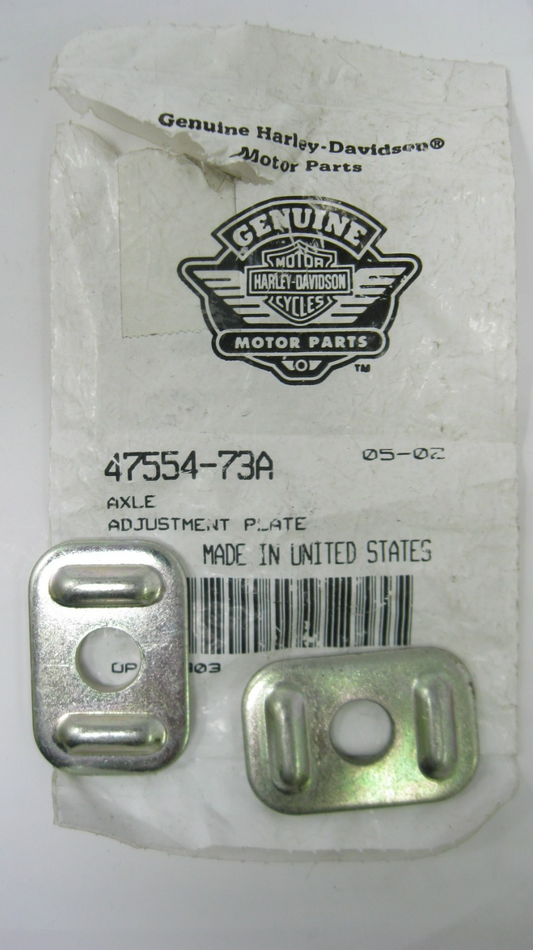 Genuine Harley-Davidson®
Motor Parts
GENUINE
MOTOR
HARLEY-DAVIDSON
CYCLES
MOTOR PARTS
TM
47554-73A
05-02
AXLE
ADJUSTMENT PLATE
MADE IN UNITED STATES